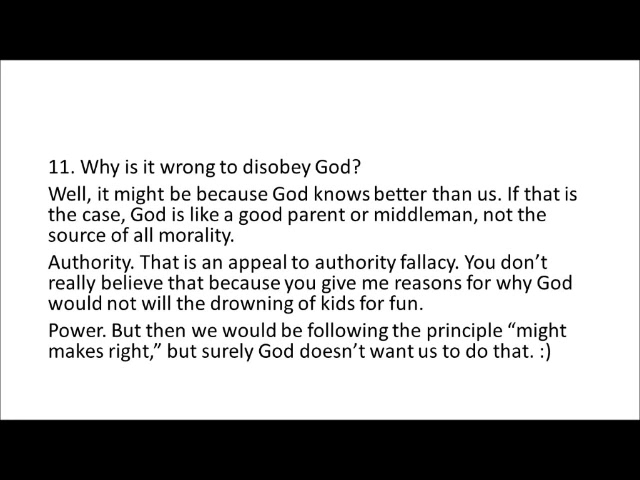 11. Why is it wrong to disobey God?
Well, it might be because God knows better than us. If that is
the case, God is like a good parent or middleman, not the
source of all morality.
Authority. That is an appeal to authority fallacy. You don’t
really believe that because you give me reasons for why God
would not will the drowning of kids for fun.
Power. But then we would be following the principle “might
makes right,” but surely God doesn’t want us to do that. :)